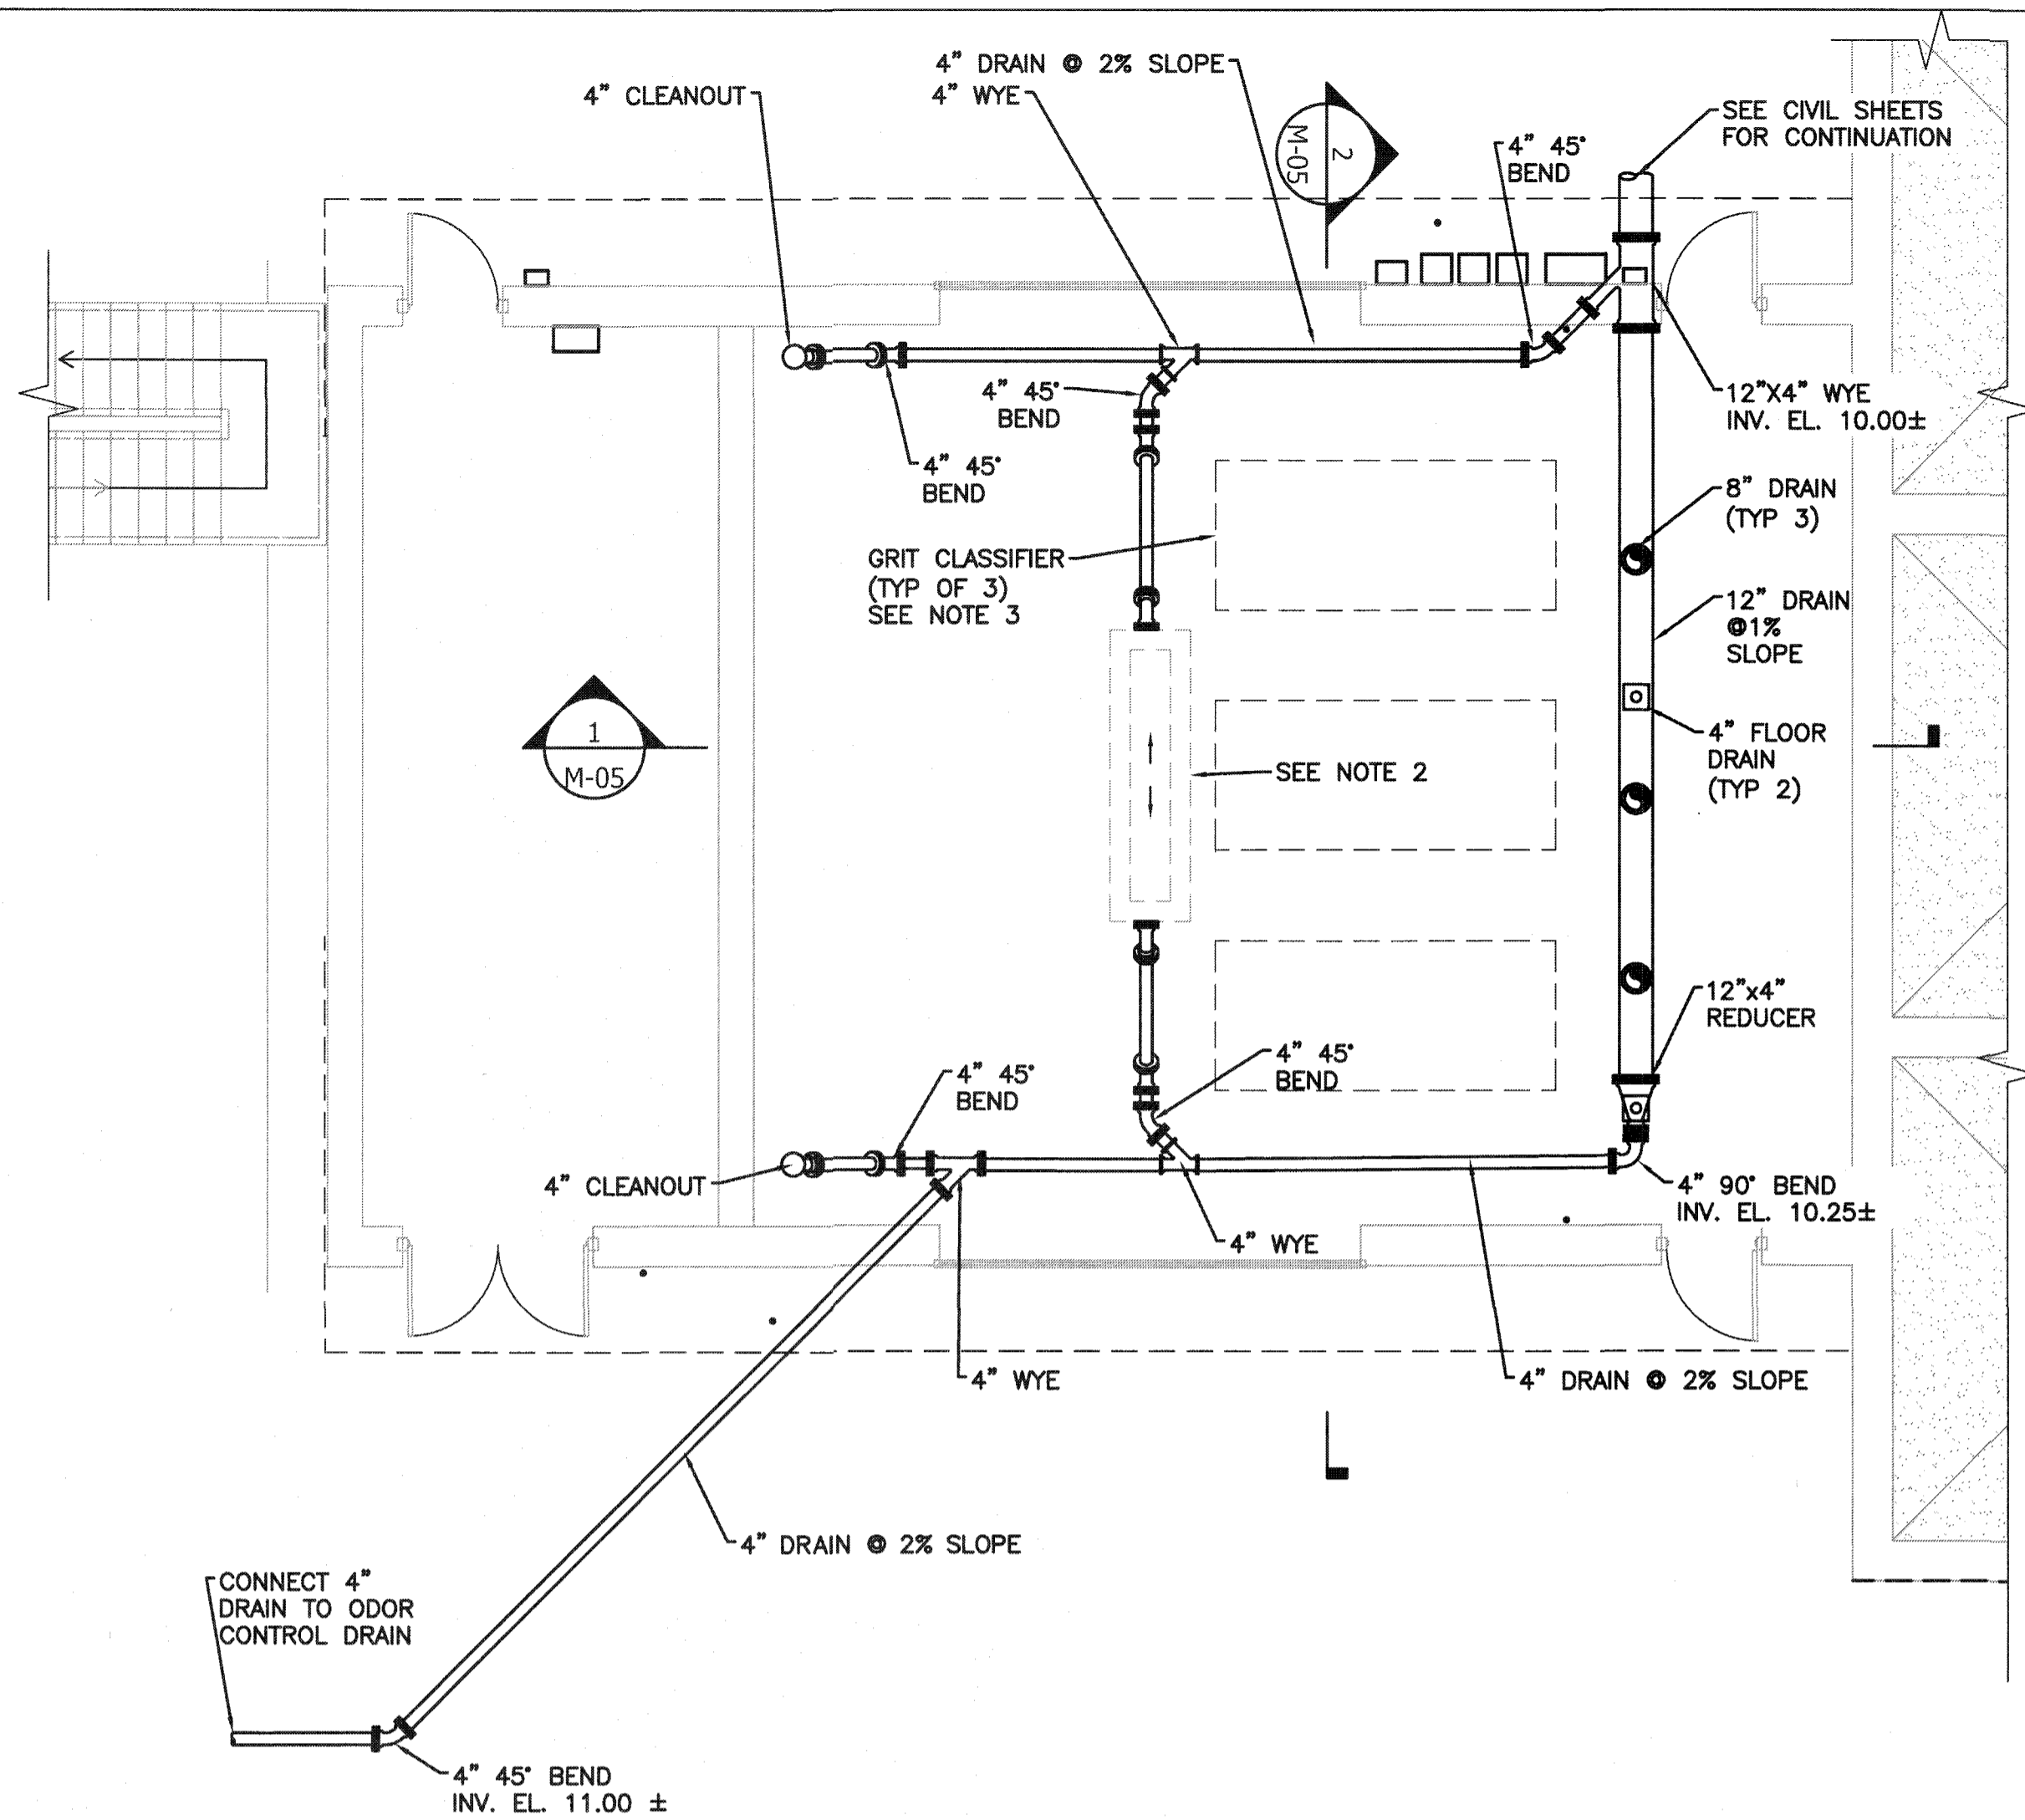 4" DRAIN @ 2% SLOPE
4" CLEANOUT
4" WYE
SEE CIVIL SHEETS
FOR CONTINUATION
2
M-05
4" 45°
BEND
4" 45°
BEND
12"X4" WYE
INV. EL. 10.00±
4" 45°
BEND
8" DRAIN
(TYP 3)
GRIT CLASSIFIER
(TYP OF 3)
SEE NOTE 3
12" DRAIN
@1%
SLOPE
1
M-05
SEE NOTE 2
4" FLOOR
DRAIN
(TYP 2)
12"x4"
REDUCER
4" 45°
BEND
4" 45°
BEND
4" CLEANOUT
4" 90° BEND
INV. EL. 10.25±
4" WYE
4" WYE
4" DRAIN @ 2% SLOPE
4" DRAIN @ 2% SLOPE
CONNECT 4"
DRAIN TO ODOR
CONTROL DRAIN
4" 45° BEND
INV. EL. 11.00 ±